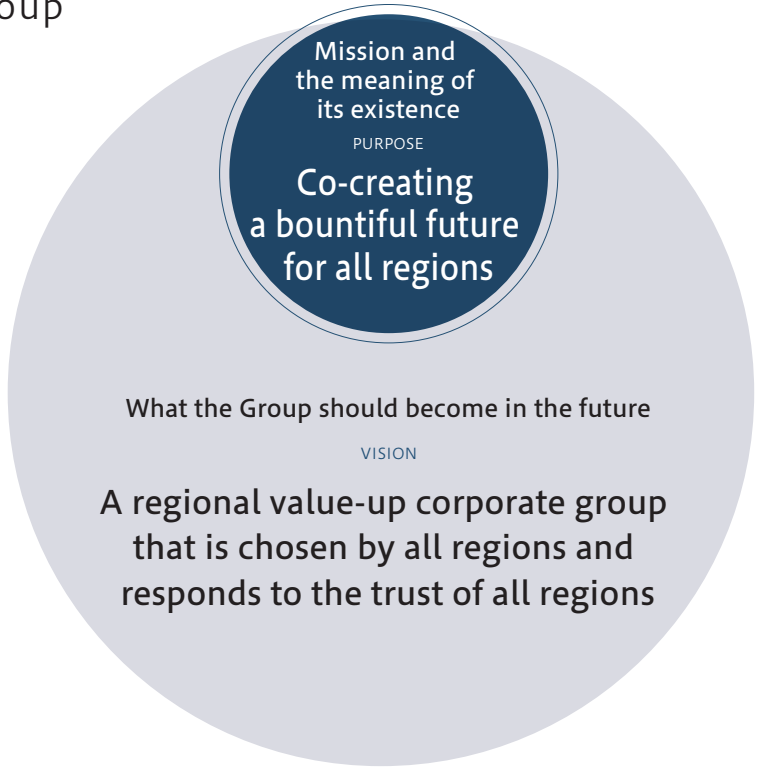 Mission and
the meaning of
its existence
PURPOSE
Co-creating
a bountiful future
for all regions
What the Group should become in the future
VISION
A regional value-up corporate group
that is chosen by all regions and
responds to the trust of all regions